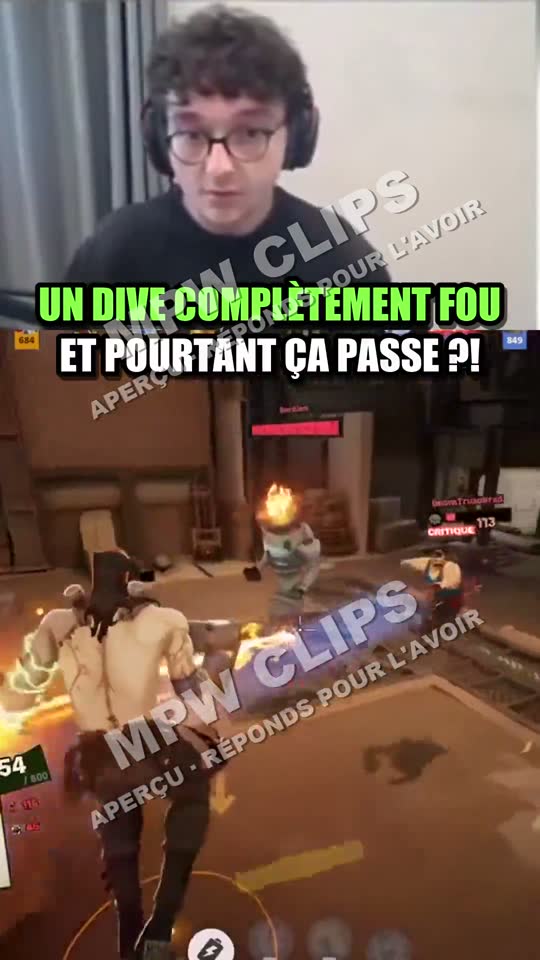 MPW CLIPS
APERÇU - RÉPONDS POUR L'AVOIR
UN DIVE COMPLÈTEMENT FOU
684
849
ET POURTANT ÇA PASSE ?!
CRITIQUE 113
MPW CLIPS
APERÇU - RÉPONDS POUR L'AVOIR
54
/ 800